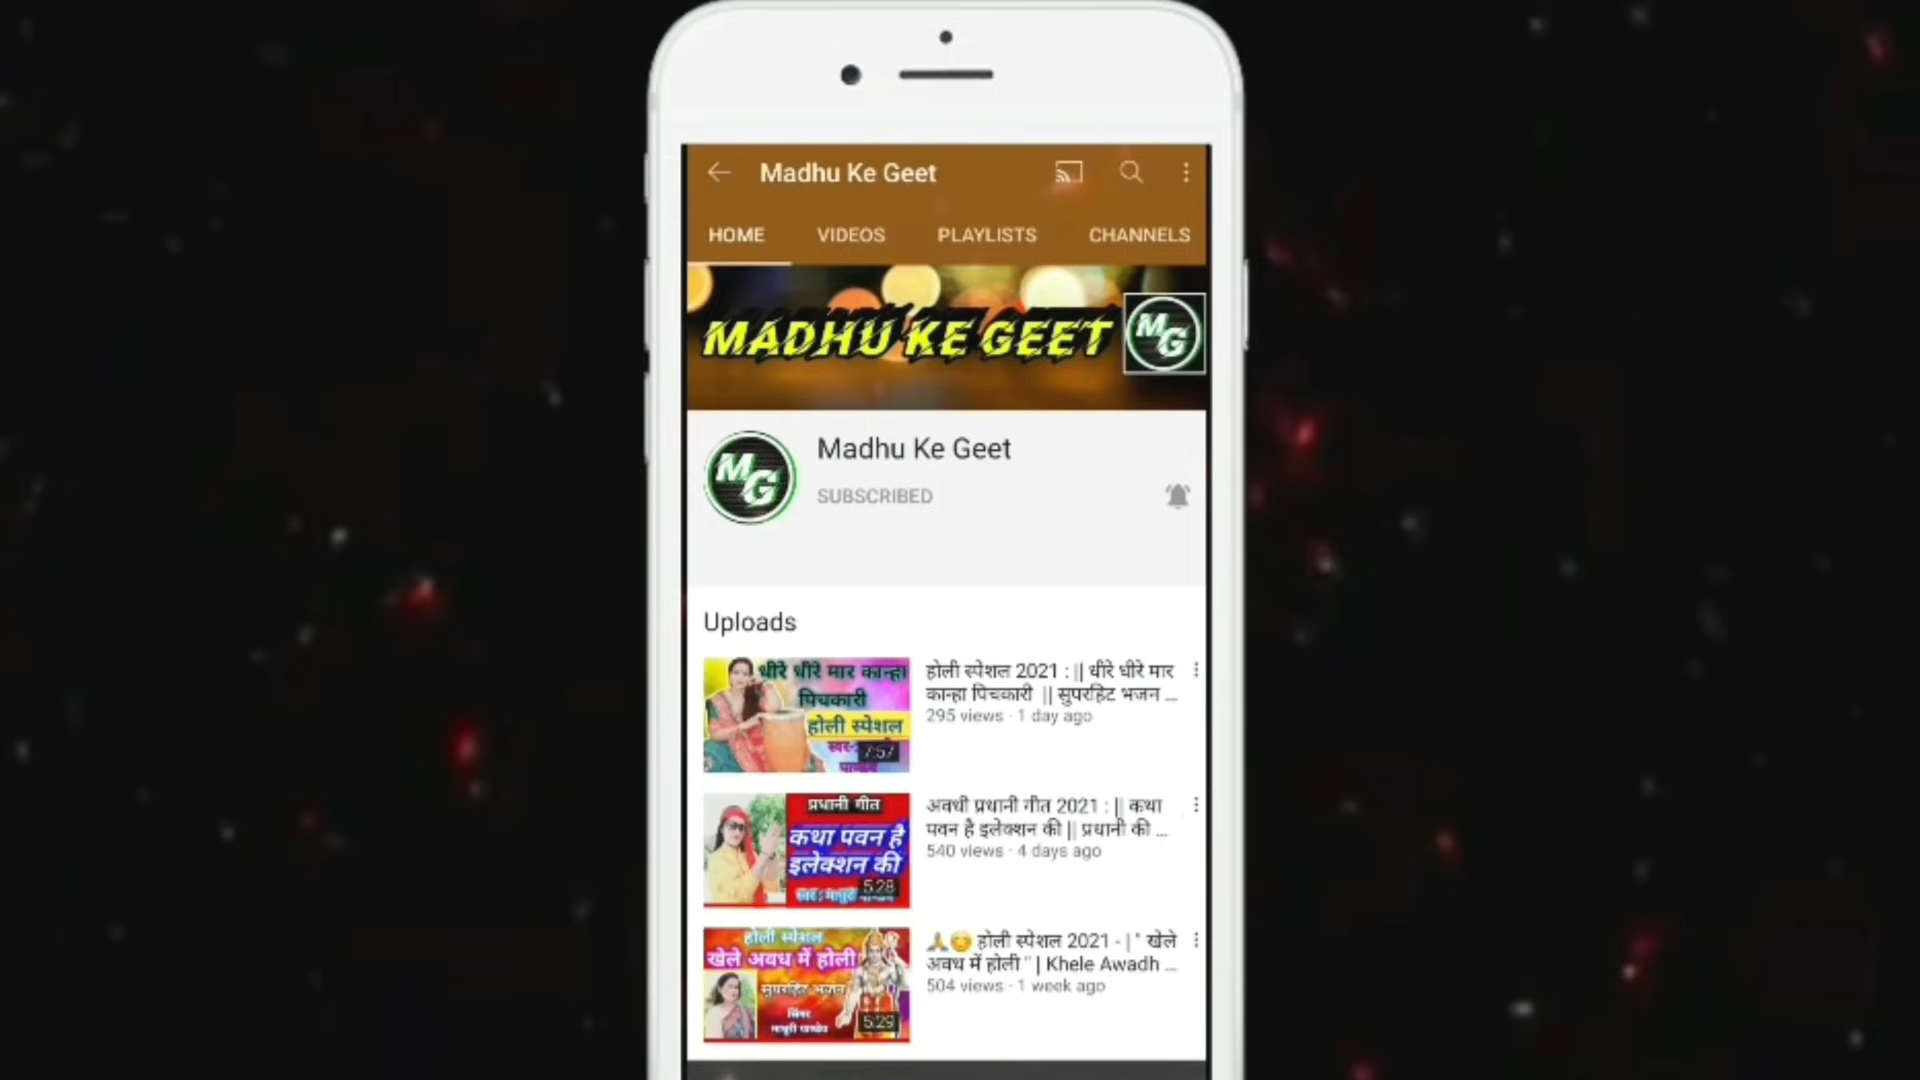 Madhu Ke Geet
HOME VIDEOS PLAYLISTS CHANNELS
MADHU KE GEET
MG
MG
Madhu Ke Geet
SUBSCRIBED
Uploads
धीरे धीरे मार कान्हा
पिचकारी
होली स्पेशल
स्वर-:
7:57
होली स्पेशल 2021 : || धीरे धीरे मार
कान्हा पिचकारी || सुपरहिट भजन ...
295 views · 1 day ago
प्रधानी गीत
कथा पवन है
इलेक्शन की
5:28
अवधी प्रधानी गीत 2021 : || कथा
पवन है इलेक्शन की || प्रधानी की ...
540 views · 4 days ago
होली स्पेशल
खेले अवध में होली
सुपरहिट भजन
सिंगर
माधुरी पाण्डेय
5:29
🙏😊 होली स्पेशल 2021 - | " खेले
अवध में होली " | Khele Awadh ...
504 views · 1 week ago